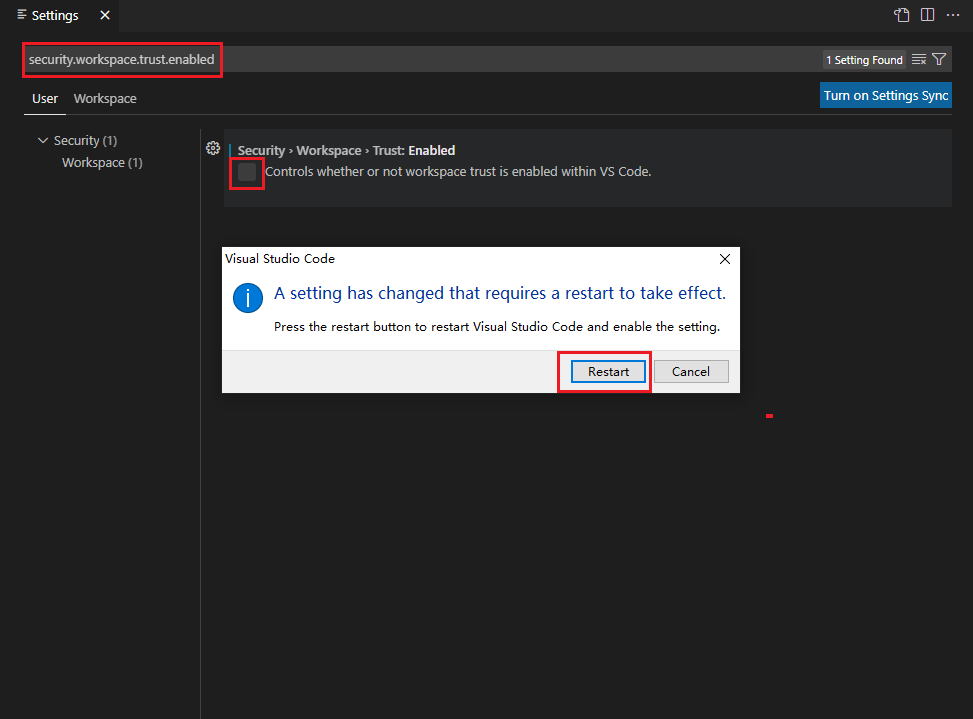 Settings
security.workspace.trust.enabled
1 Setting Found
User Workspace
Turn on Settings Sync
Security (1)
Workspace (1)
Security › Workspace › Trust: Enabled
Controls whether or not workspace trust is enabled within VS Code.
Visual Studio Code
A setting has changed that requires a restart to take effect.
Press the restart button to restart Visual Studio Code and enable the setting.
Restart Cancel